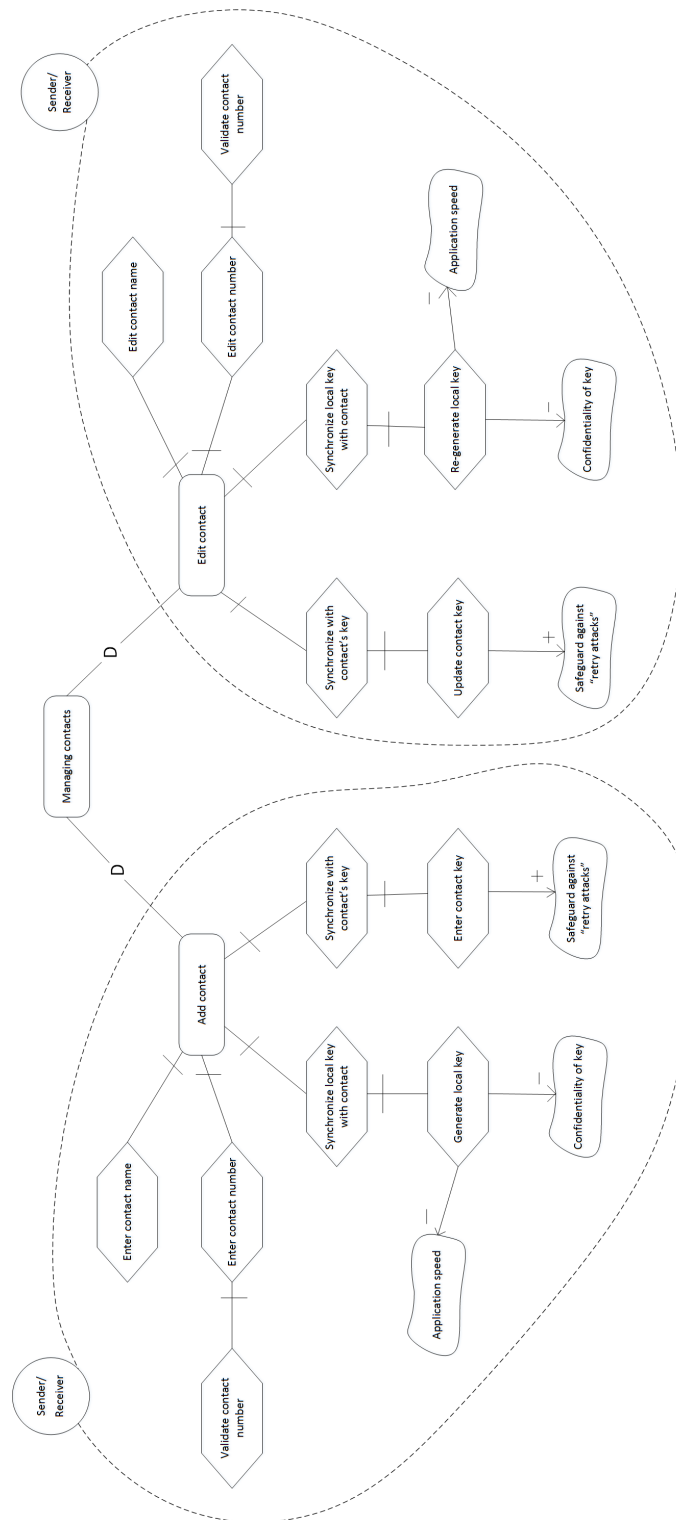 Sender/
Receiver
Managing contacts
D
D
Add contact
Enter contact name
Enter contact number
Validate contact
number
Synchronize local key
with contact
Synchronize with
contact's key
Generate local key
Enter contact key
Application speed
–
Confidentiality of key
–
Safeguard against
“retry attacks”
+
Sender/
Receiver
Edit contact
Edit contact name
Edit contact number
Validate contact
number
Synchronize with
contact's key
Synchronize local key
with contact
Update contact key
Re-generate local key
Application speed
–
Safeguard against
“retry attacks”
+
Confidentiality of key
–